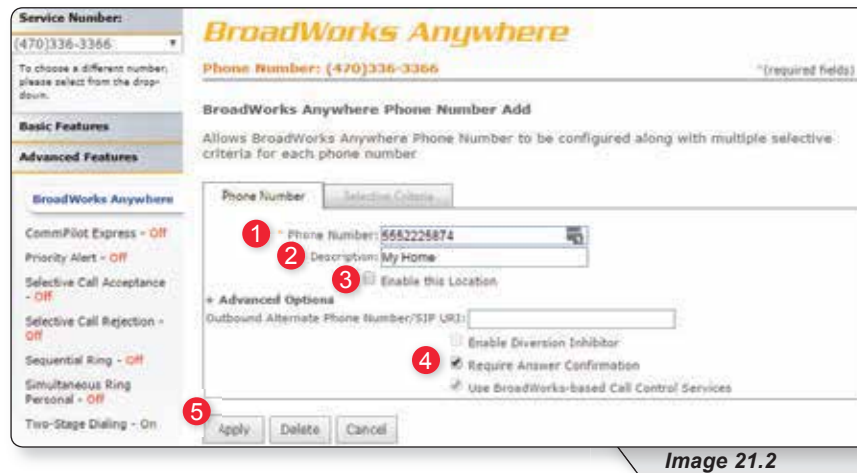 Service Number:
(470)336-3366
To choose a different number,
please select from the drop-
down.
Basic Features
Advanced Features
BroadWorks Anywhere
CommPilot Express - Off
Priority Alert - Off
Selective Call Acceptance
- Off
Selective Call Rejection -
Off
Sequential Ring - Off
Simultaneous Ring
Personal - Off
Two-Stage Dialing - On
BroadWorks Anywhere
Phone Number: (470)336-3366
*(required fields)
BroadWorks Anywhere Phone Number Add
Allows BroadWorks Anywhere Phone Number to be configured along with multiple selective
criteria for each phone number
Phone Number
Selective Criteria
1 * Phone Number: 5552225874
2 Description: My Home
3 Enable this Location
+ Advanced Options
Outbound Alternate Phone Number/SIP URI:
Enable Diversion Inhibitor
4 Require Answer Confirmation
Use BroadWorks-based Call Control Services
5
Apply Delete Cancel
Image 21.2